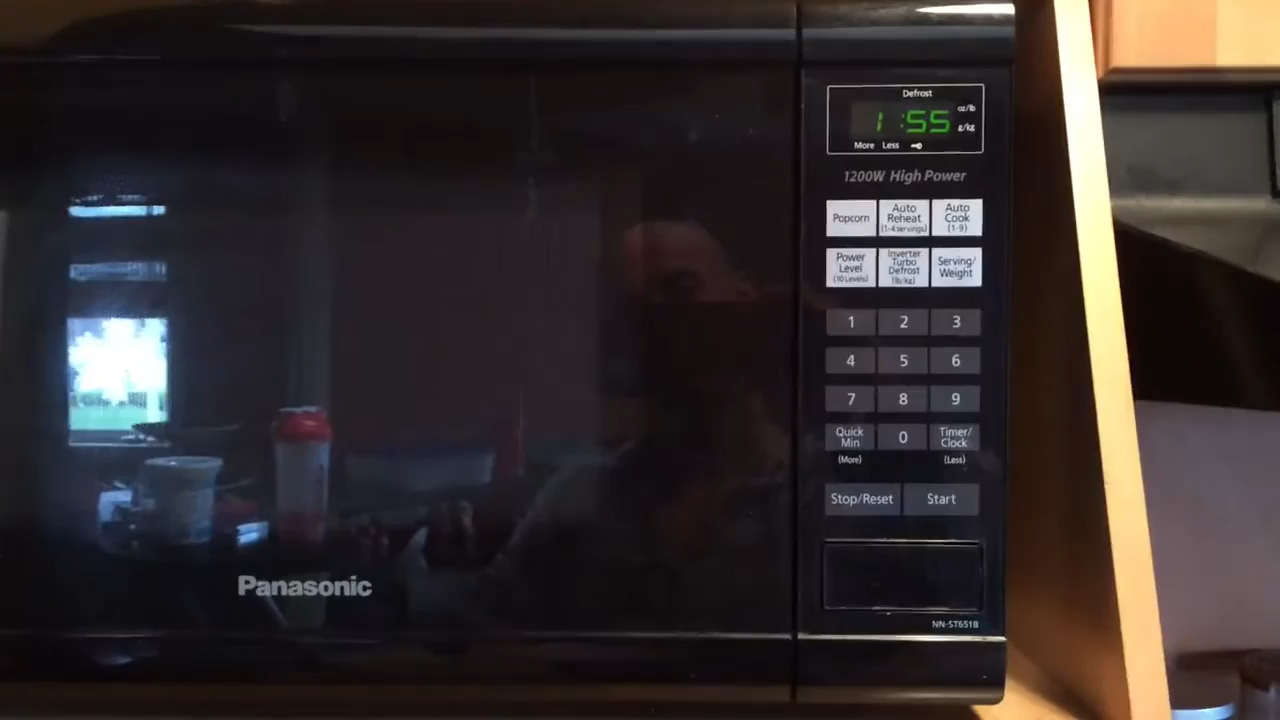 Defrost
oz/lb
1:55
g/kg
More Less
1200W High Power
Popcorn
Auto Reheat (1-4 servings)
Auto Cook (1-9)
Power Level (10 Levels)
Inverter Turbo Defrost (lb/kg)
Serving/ Weight
1 2 3
4 5 6
7 8 9
Quick Min
0
Timer/ Clock
(More)
(Less)
Stop/Reset
Start
Panasonic
NN-ST651B